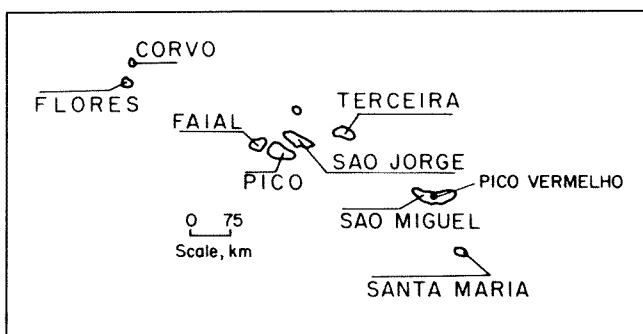 CORVO
FLORES
FAIAL
TERCEIRA
PICO
SAO JORGE
PICO VERMELHO
SAO MIGUEL
0 75
Scale, km
SANTA MARIA